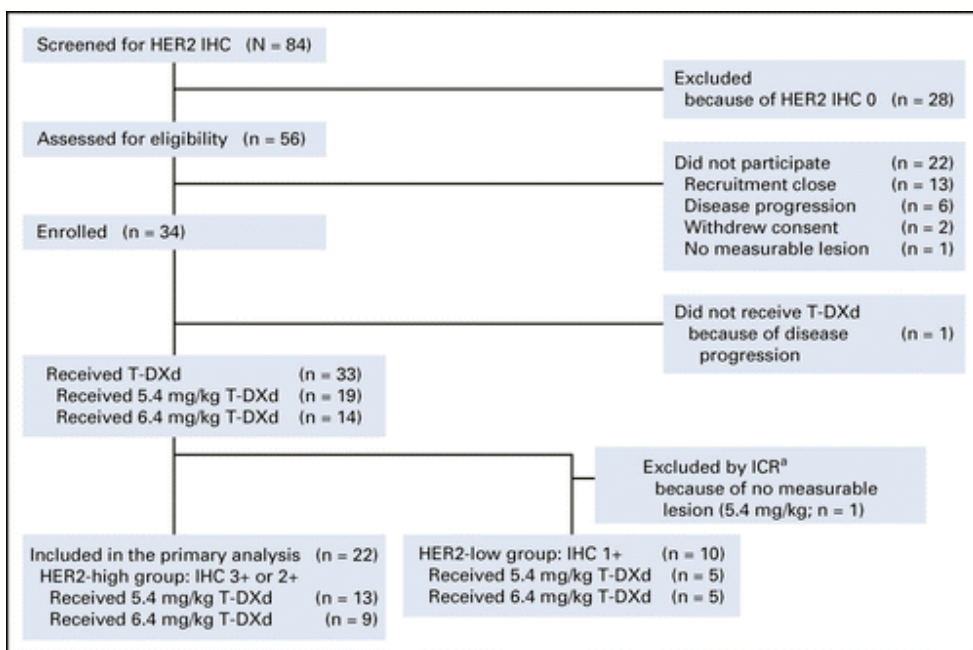 Screened for HER2 IHC (N = 84)
Excluded
because of HER2 IHC 0 (n = 28)
Assessed for eligibility (n = 56)
Did not participate (n = 22)
Recruitment close (n = 13)
Disease progression (n = 6)
Withdrew consent (n = 2)
No measurable lesion (n = 1)
Enrolled (n = 34)
Did not receive T-DXd
because of disease (n = 1)
progression
Received T-DXd (n = 33)
Received 5.4 mg/kg T-DXd (n = 19)
Received 6.4 mg/kg T-DXd (n = 14)
Excluded by ICRᵃ
because of no measurable
lesion (5.4 mg/kg; n = 1)
Included in the primary analysis (n = 22)
HER2-high group: IHC 3+ or 2+
Received 5.4 mg/kg T-DXd (n = 13)
Received 6.4 mg/kg T-DXd (n = 9)
HER2-low group: IHC 1+ (n = 10)
Received 5.4 mg/kg T-DXd (n = 5)
Received 6.4 mg/kg T-DXd (n = 5)